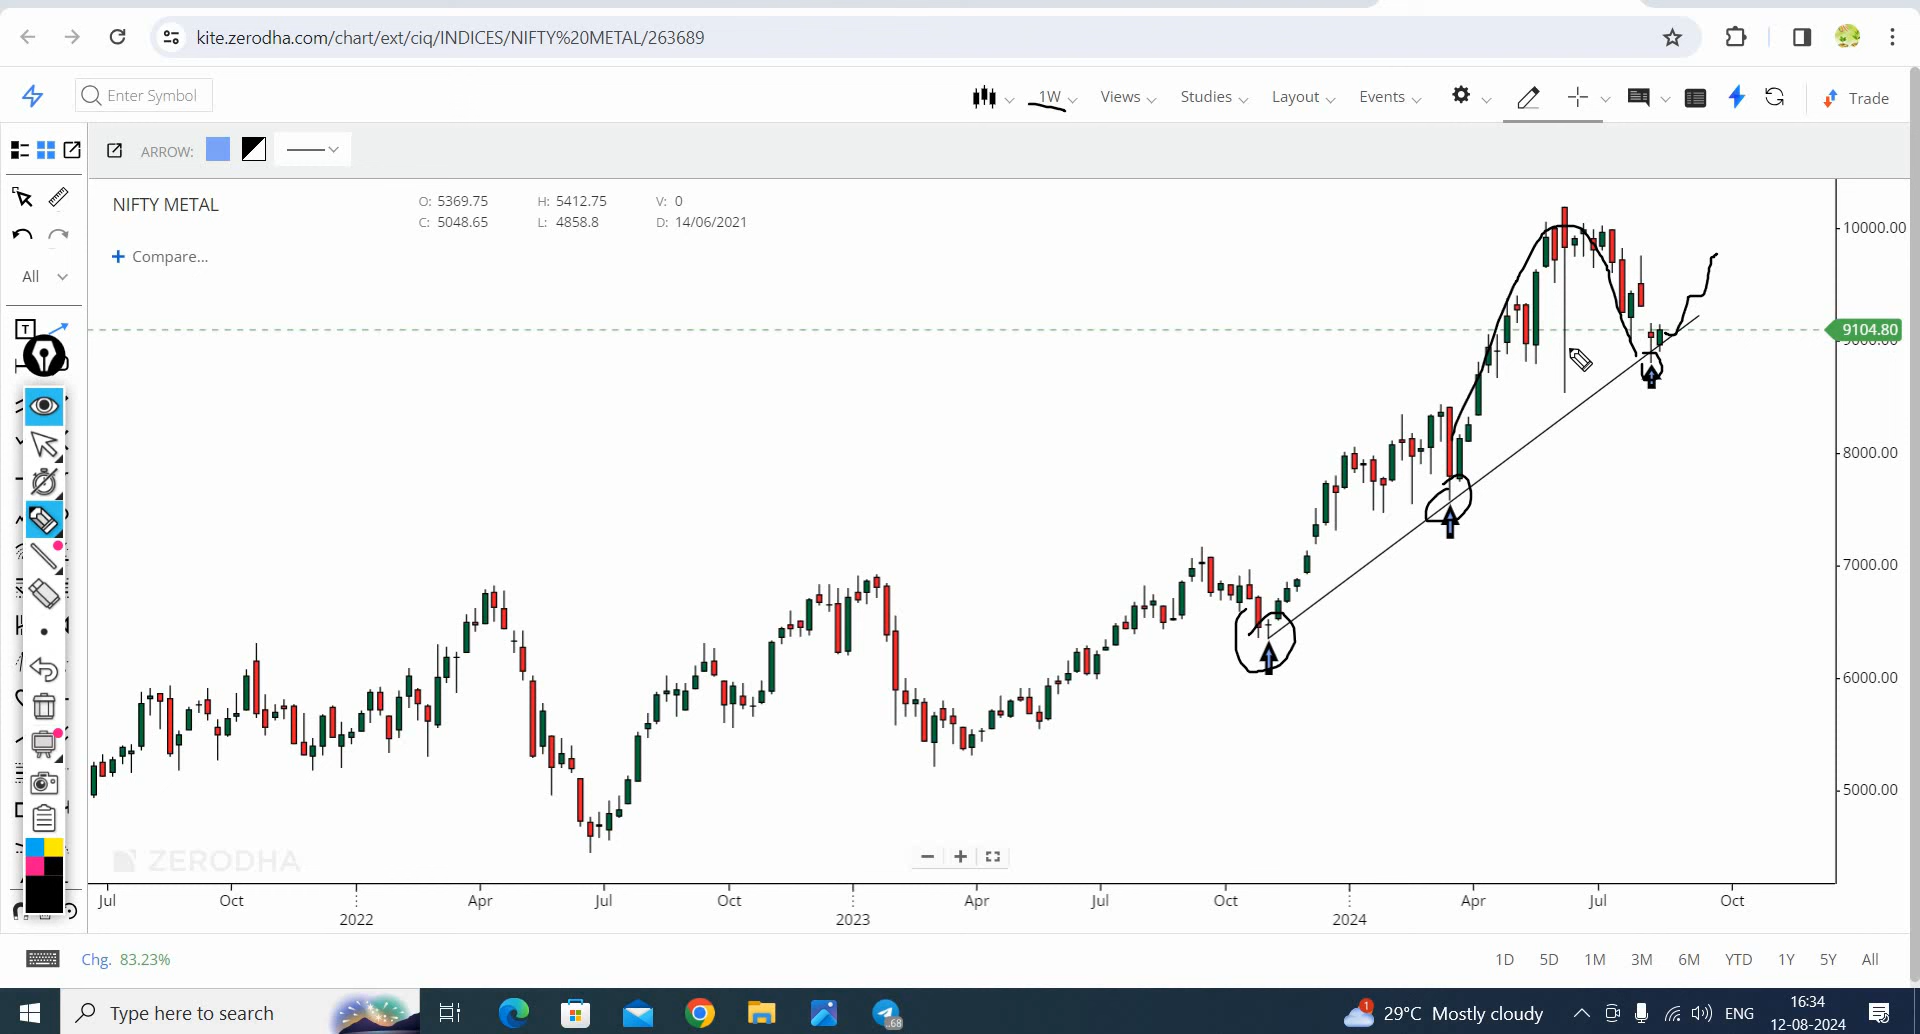 kite.zerodha.com/chart/ext/ciq/INDICES/NIFTY%20METAL/263689
Enter Symbol
1W
Views
Studies
Layout
Events
Trade
ARROW:
NIFTY METAL
O: 5369.75 H: 5412.75 V: 0
C: 5048.65 L: 4858.8 D: 14/06/2021
+ Compare...
All
T
10000.00
9104.80
9000.00
8000.00
7000.00
6000.00
5000.00
ZERODHA
Jul Oct 2022 Apr Jul Oct 2023 Apr Jul Oct 2024 Apr Jul Oct
Chg. 83.23%
1D 5D 1M 3M 6M YTD 1Y 5Y All
Type here to search
68
1
29°C Mostly cloudy
ENG
16:34
12-08-2024